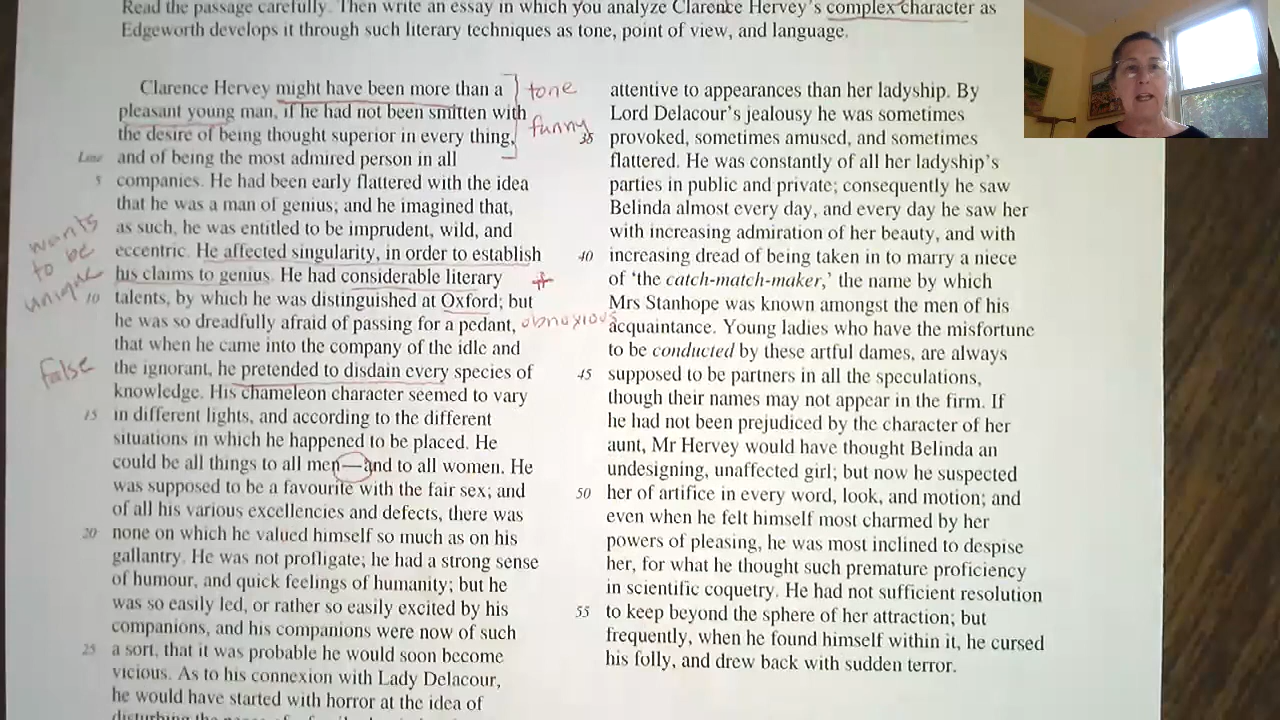 Read the passage carefully. Then write an essay in which you analyze Clarence Hervey's complex character as
Edgeworth develops it through such literary techniques as tone, point of view, and language.
Clarence Hervey might have been more than a
pleasant young man, if he had not been smitten with
the desire of being thought superior in every thing,
Line and of being the most admired person in all
5 companies. He had been early flattered with the idea
that he was a man of genius; and he imagined that,
as such, he was entitled to be imprudent, wild, and
eccentric. He affected singularity, in order to establish
his claims to genius. He had considerable literary
10 talents, by which he was distinguished at Oxford; but
he was so dreadfully afraid of passing for a pedant,
that when he came into the company of the idle and
the ignorant, he pretended to disdain every species of
knowledge. His chameleon character seemed to vary
15 in different lights, and according to the different
situations in which he happened to be placed. He
could be all things to all men—and to all women. He
was supposed to be a favourite with the fair sex; and
of all his various excellencies and defects, there was
20 none on which he valued himself so much as on his
gallantry. He was not profligate; he had a strong sense
of humour, and quick feelings of humanity; but he
was so easily led, or rather so easily excited by his
companions, and his companions were now of such
25 a sort, that it was probable he would soon become
vicious. As to his connexion with Lady Delacour,
he would have started with horror at the idea of
disturbing the
tone
funny
wants
to be
unique
+
obnoxious
false
attentive to appearances than her ladyship. By
Lord Delacour's jealousy he was sometimes
35 provoked, sometimes amused, and sometimes
flattered. He was constantly of all her ladyship's
parties in public and private; consequently he saw
Belinda almost every day, and every day he saw her
with increasing admiration of her beauty, and with
40 increasing dread of being taken in to marry a niece
of 'the catch-match-maker,' the name by which
Mrs Stanhope was known amongst the men of his
acquaintance. Young ladies who have the misfortune
to be conducted by these artful dames, are always
45 supposed to be partners in all the speculations,
though their names may not appear in the firm. If
he had not been prejudiced by the character of her
aunt, Mr Hervey would have thought Belinda an
undesigning, unaffected girl; but now he suspected
50 her of artifice in every word, look, and motion; and
even when he felt himself most charmed by her
powers of pleasing, he was most inclined to despise
her, for what he thought such premature proficiency
in scientific coquetry. He had not sufficient resolution
55 to keep beyond the sphere of her attraction; but
frequently, when he found himself within it, he cursed
his folly, and drew back with sudden terror.